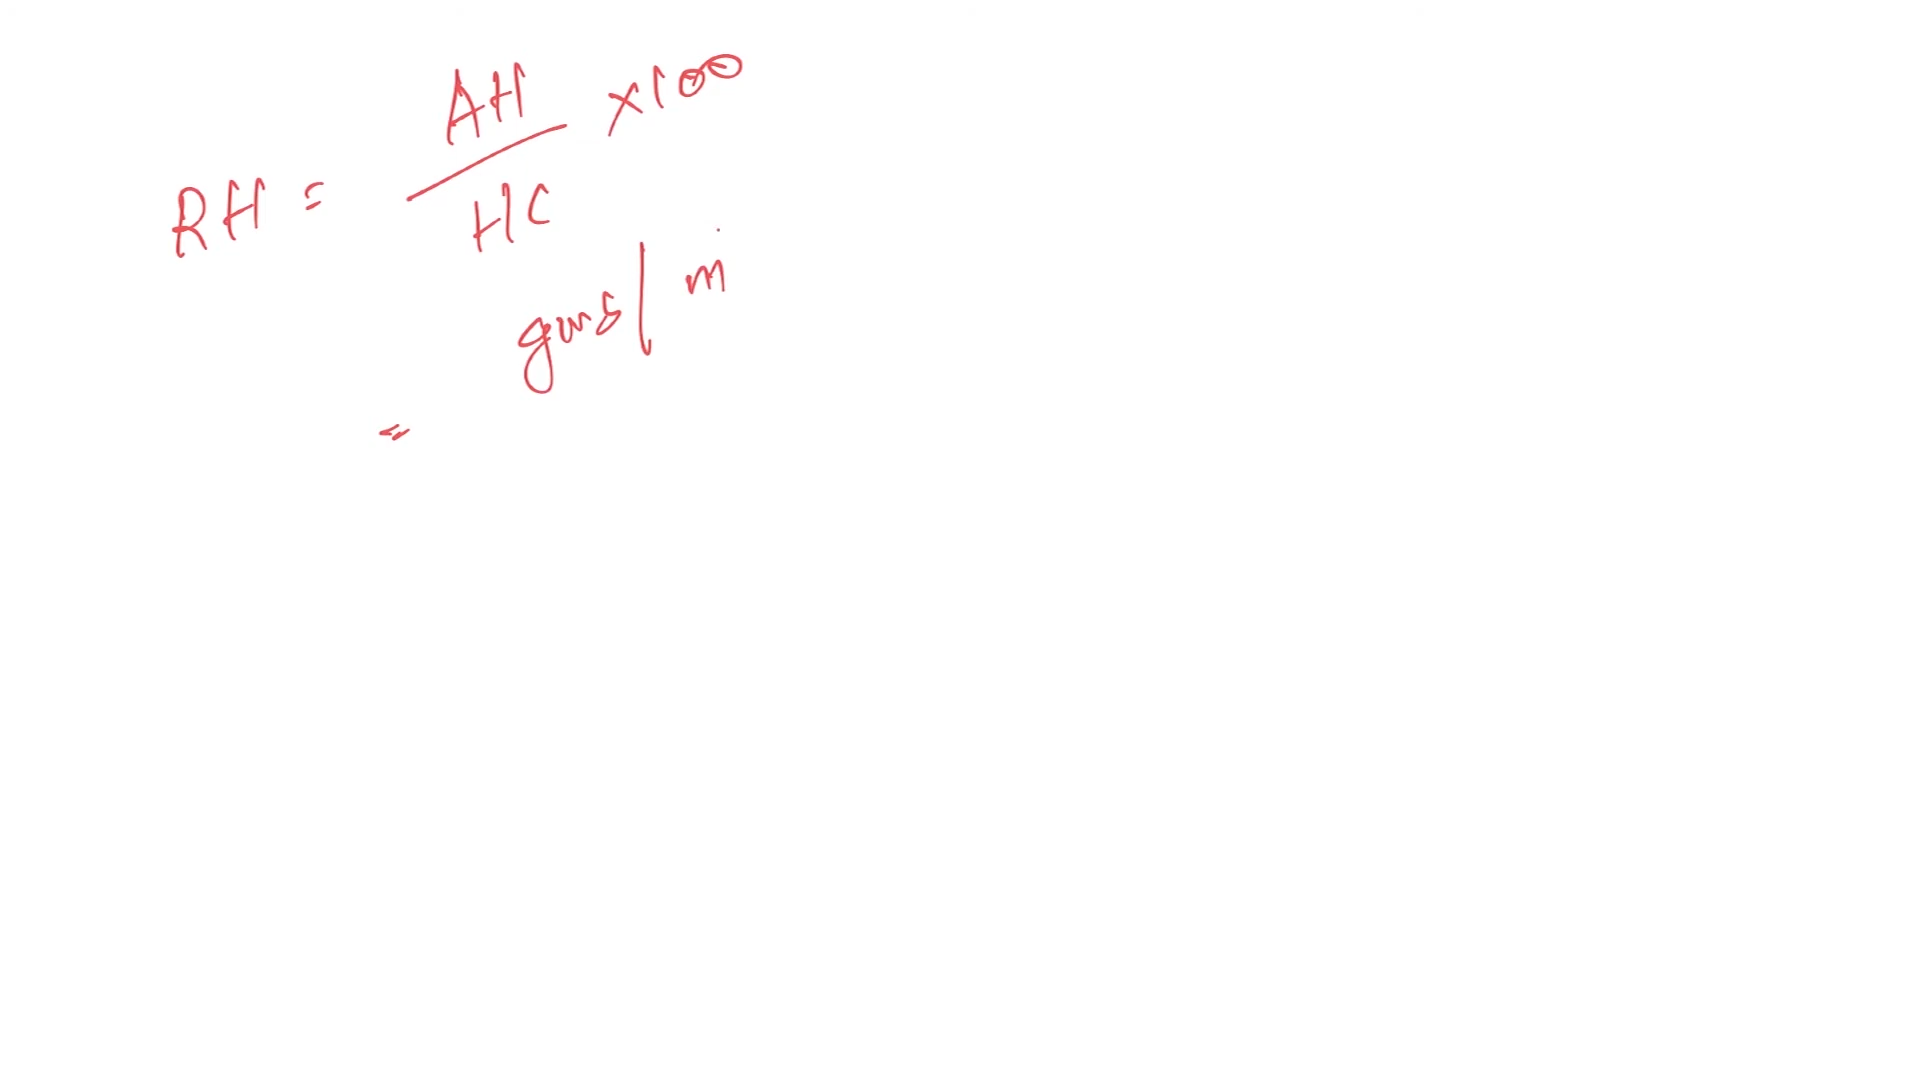 RH = AH / HC ×100
gms/m
=